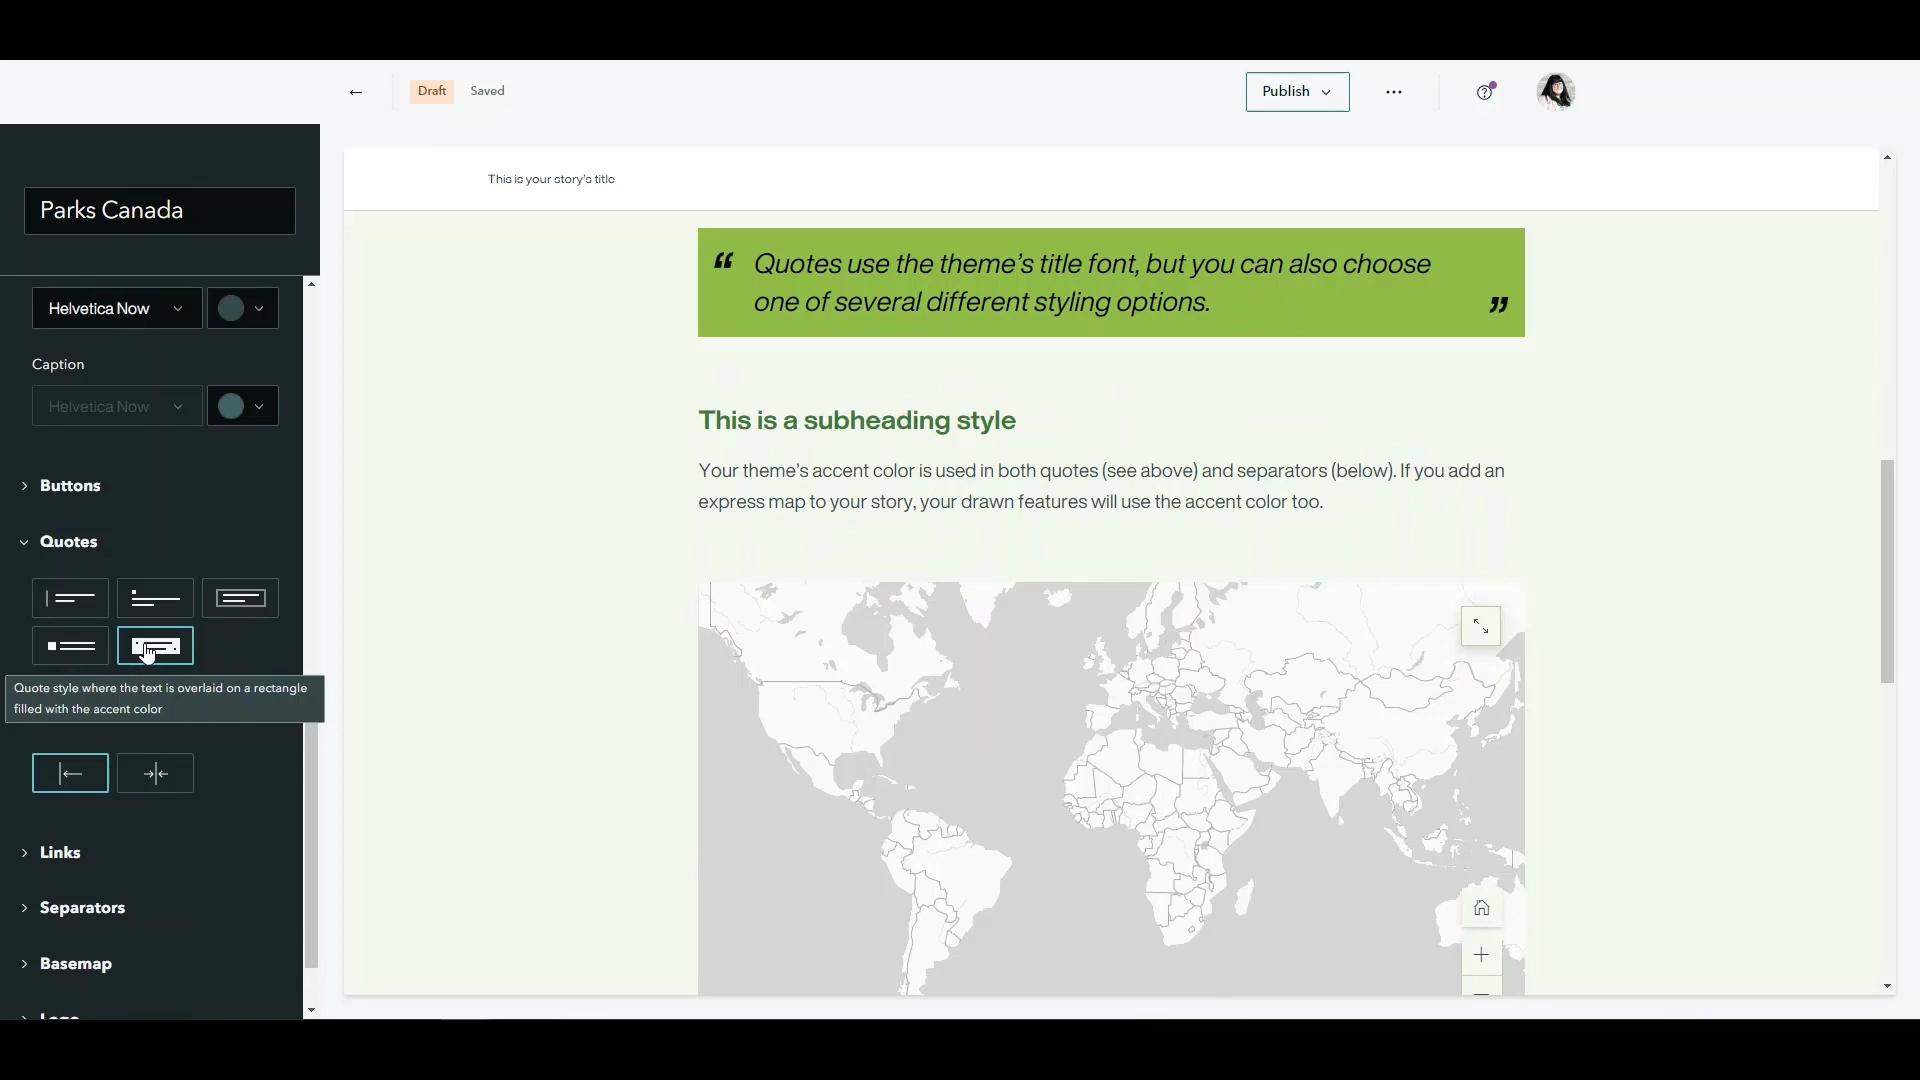 Draft
Saved
Publish
Parks Canada
This is your story's title
Helvetica Now
Caption
Helvetica Now
Buttons
Quotes
Quote style where the text is overlaid on a rectangle
filled with the accent color
Links
Separators
Basemap
Logo
“ Quotes use the theme’s title font, but you can also choose
one of several different styling options. ”
This is a subheading style
Your theme’s accent color is used in both quotes (see above) and separators (below). If you add an
express map to your story, your drawn features will use the accent color too.